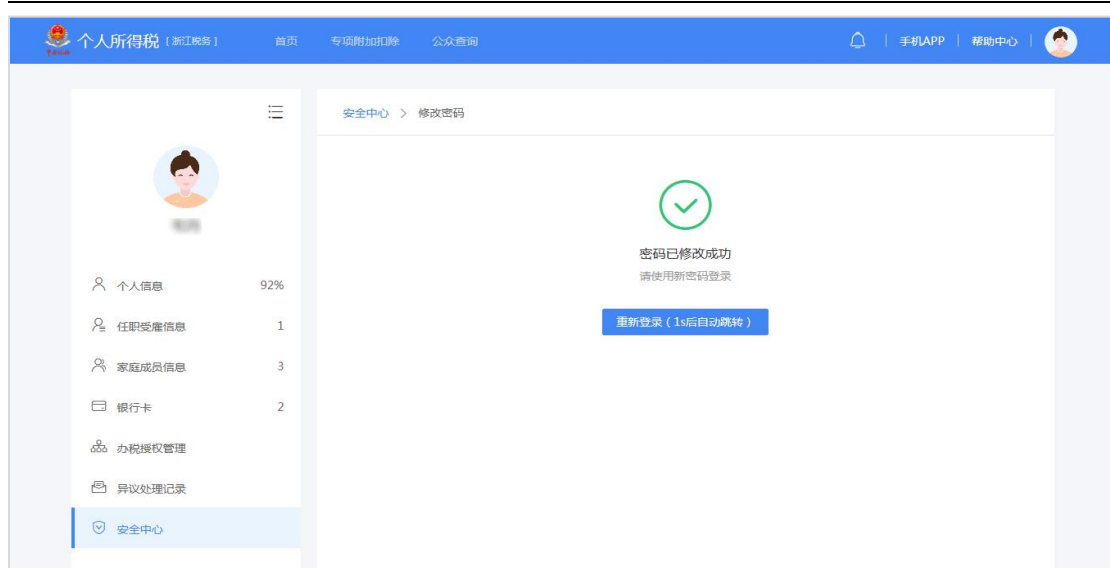 个人所得税 [ 浙江税务 ] 首页 专项附加扣除 公众查询 手机APP 帮助中心
安全中心 > 修改密码
密码已修改成功
请使用新密码登录
重新登录（1s后自动跳转）
个人信息 92%
任职受雇信息 1
家庭成员信息 3
银行卡 2
办税授权管理
异议处理记录
安全中心